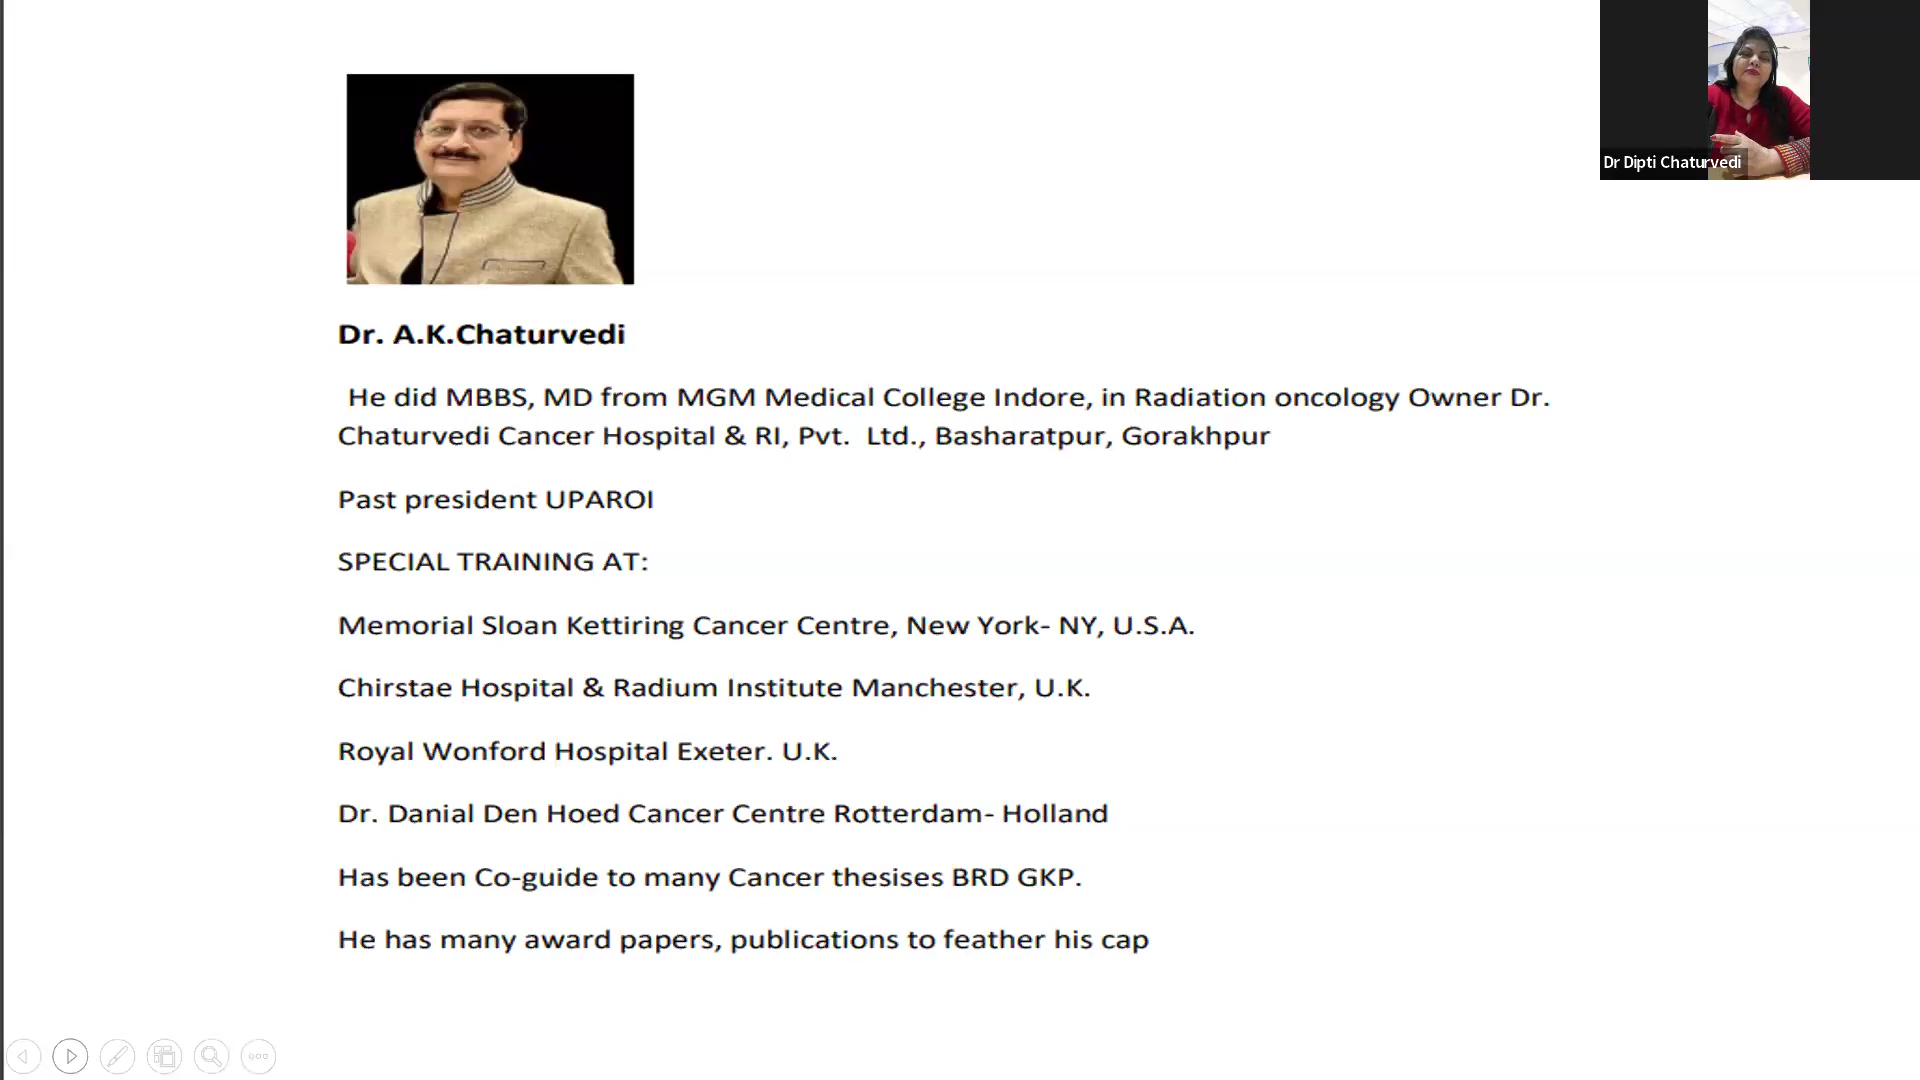 Dr. A.K.Chaturvedi
He did MBBS, MD from MGM Medical College Indore, in Radiation oncology Owner Dr.
Chaturvedi Cancer Hospital & RI, Pvt.  Ltd., Basharatpur, Gorakhpur
Past president UPAROI
SPECIAL TRAINING AT:
Memorial Sloan Kettiring Cancer Centre, New York- NY, U.S.A.
Chirstae Hospital & Radium Institute Manchester, U.K.
Royal Wonford Hospital Exeter. U.K.
Dr. Danial Den Hoed Cancer Centre Rotterdam- Holland
Has been Co-guide to many Cancer thesises BRD GKP.
He has many award papers, publications to feather his cap
Dr Dipti Chaturvedi